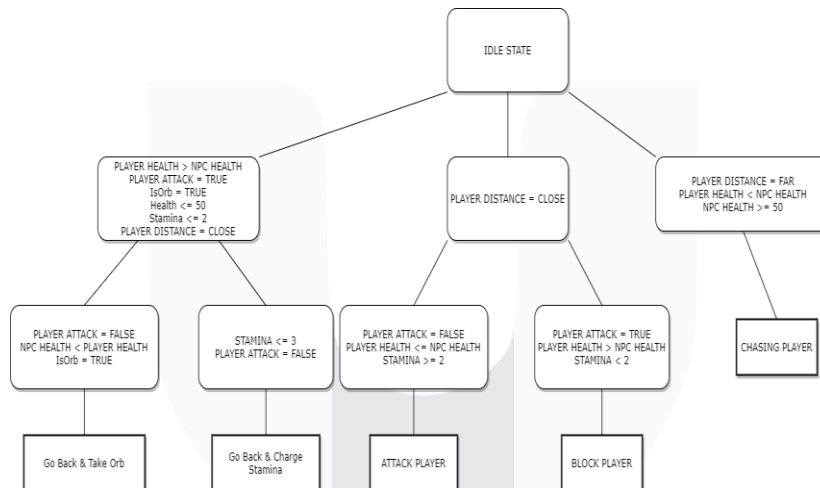 IDLE STATE
PLAYER HEALTH > NPC HEALTH
PLAYER ATTACK = TRUE
IsOrb = TRUE
Health <= 50
Stamina <= 2
PLAYER DISTANCE = CLOSE
PLAYER DISTANCE = CLOSE
PLAYER DISTANCE = FAR
PLAYER HEALTH < NPC HEALTH
NPC HEALTH >= 50
PLAYER ATTACK = FALSE
NPC HEALTH < PLAYER HEALTH
IsOrb = TRUE
STAMINA <= 3
PLAYER ATTACK = FALSE
PLAYER ATTACK = FALSE
PLAYER HEALTH <= NPC HEALTH
STAMINA >= 2
PLAYER ATTACK = TRUE
PLAYER HEALTH > NPC HEALTH
STAMINA < 2
CHASING PLAYER
Go Back & Take Orb
Go Back & Charge
Stamina
ATTACK PLAYER
BLOCK PLAYER